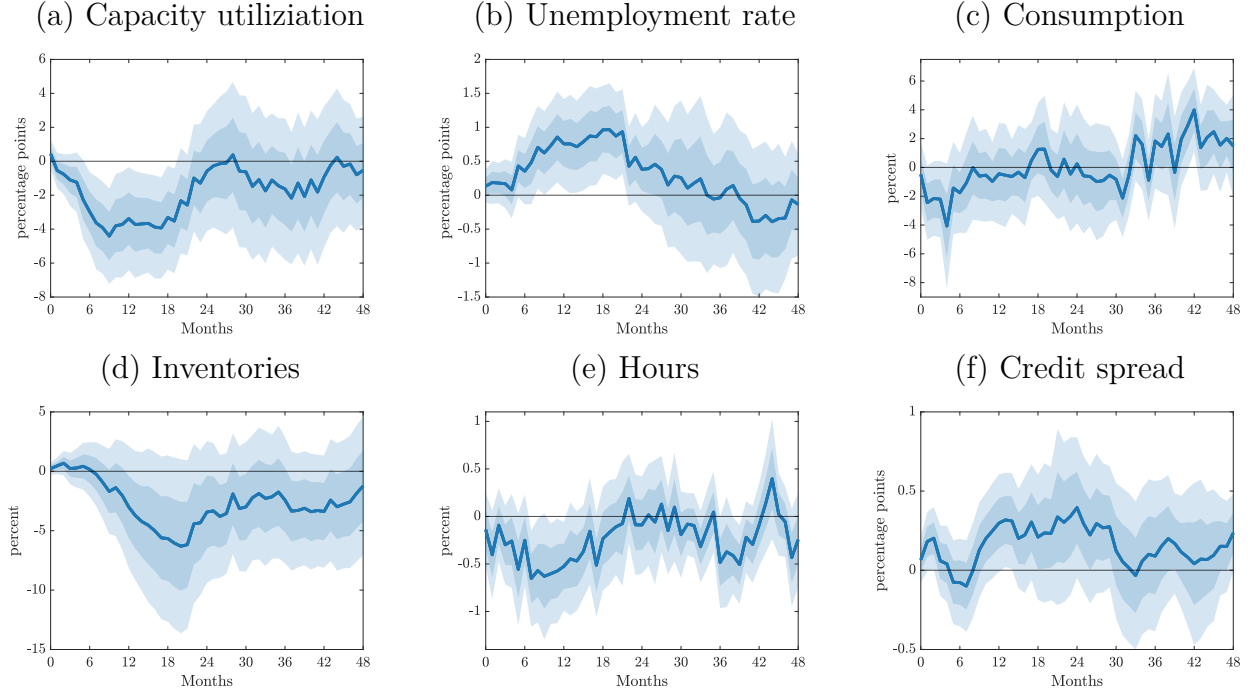 (a) Capacity utiliziation
6
4
2
0
-2
-4
-6
-8
percentage points
0 6 12 18 24 30 36 42 48
Months
(b) Unemployment rate
2
1.5
1
0.5
0
-0.5
-1
-1.5
percentage points
0 6 12 18 24 30 36 42 48
Months
(c) Consumption
6
4
2
0
-2
-4
-6
-8
percent
0 6 12 18 24 30 36 42 48
Months
(d) Inventories
5
0
-5
-10
-15
percent
0 6 12 18 24 30 36 42 48
Months
(e) Hours
1
0.5
0
-0.5
-1
percent
0 6 12 18 24 30 36 42 48
Months
(f) Credit spread
1
0.5
0
-0.5
percentage points
0 6 12 18 24 30 36 42 48
Months